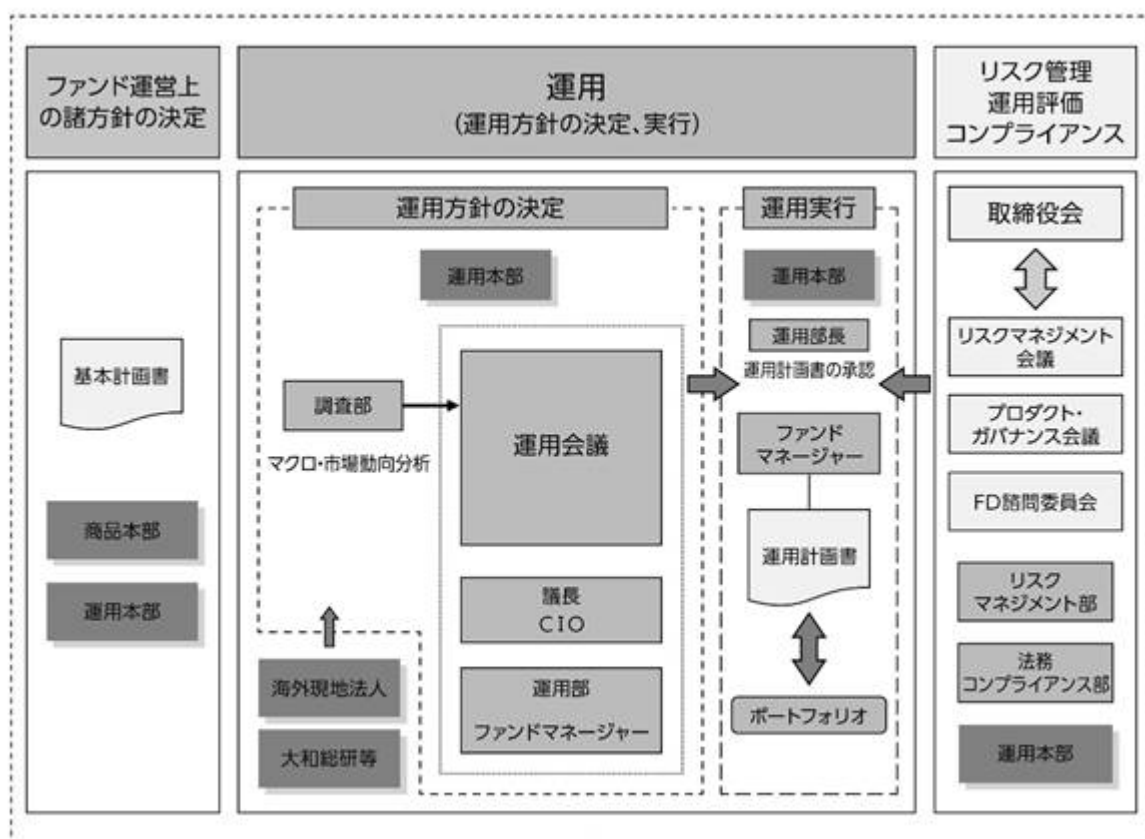 ファンド運営上
の諸方針の決定
運用
(運用方針の決定、実行)
リスク管理
運用評価
コンプライアンス
基本計画書
商品本部
運用本部
運用方針の決定
運用本部
調査部
マクロ・市場動向分析
運用会議
議長
CIO
運用部
ファンドマネージャー
海外現地法人
大和総研等
運用実行
運用本部
運用部長
運用計画書の承認
ファンド
マネージャー
運用計画書
ポートフォリオ
取締役会
リスクマネジメント
会議
プロダクト・
ガバナンス会議
FD諮問委員会
リスク
マネジメント部
法務
コンプライアンス部
運用本部